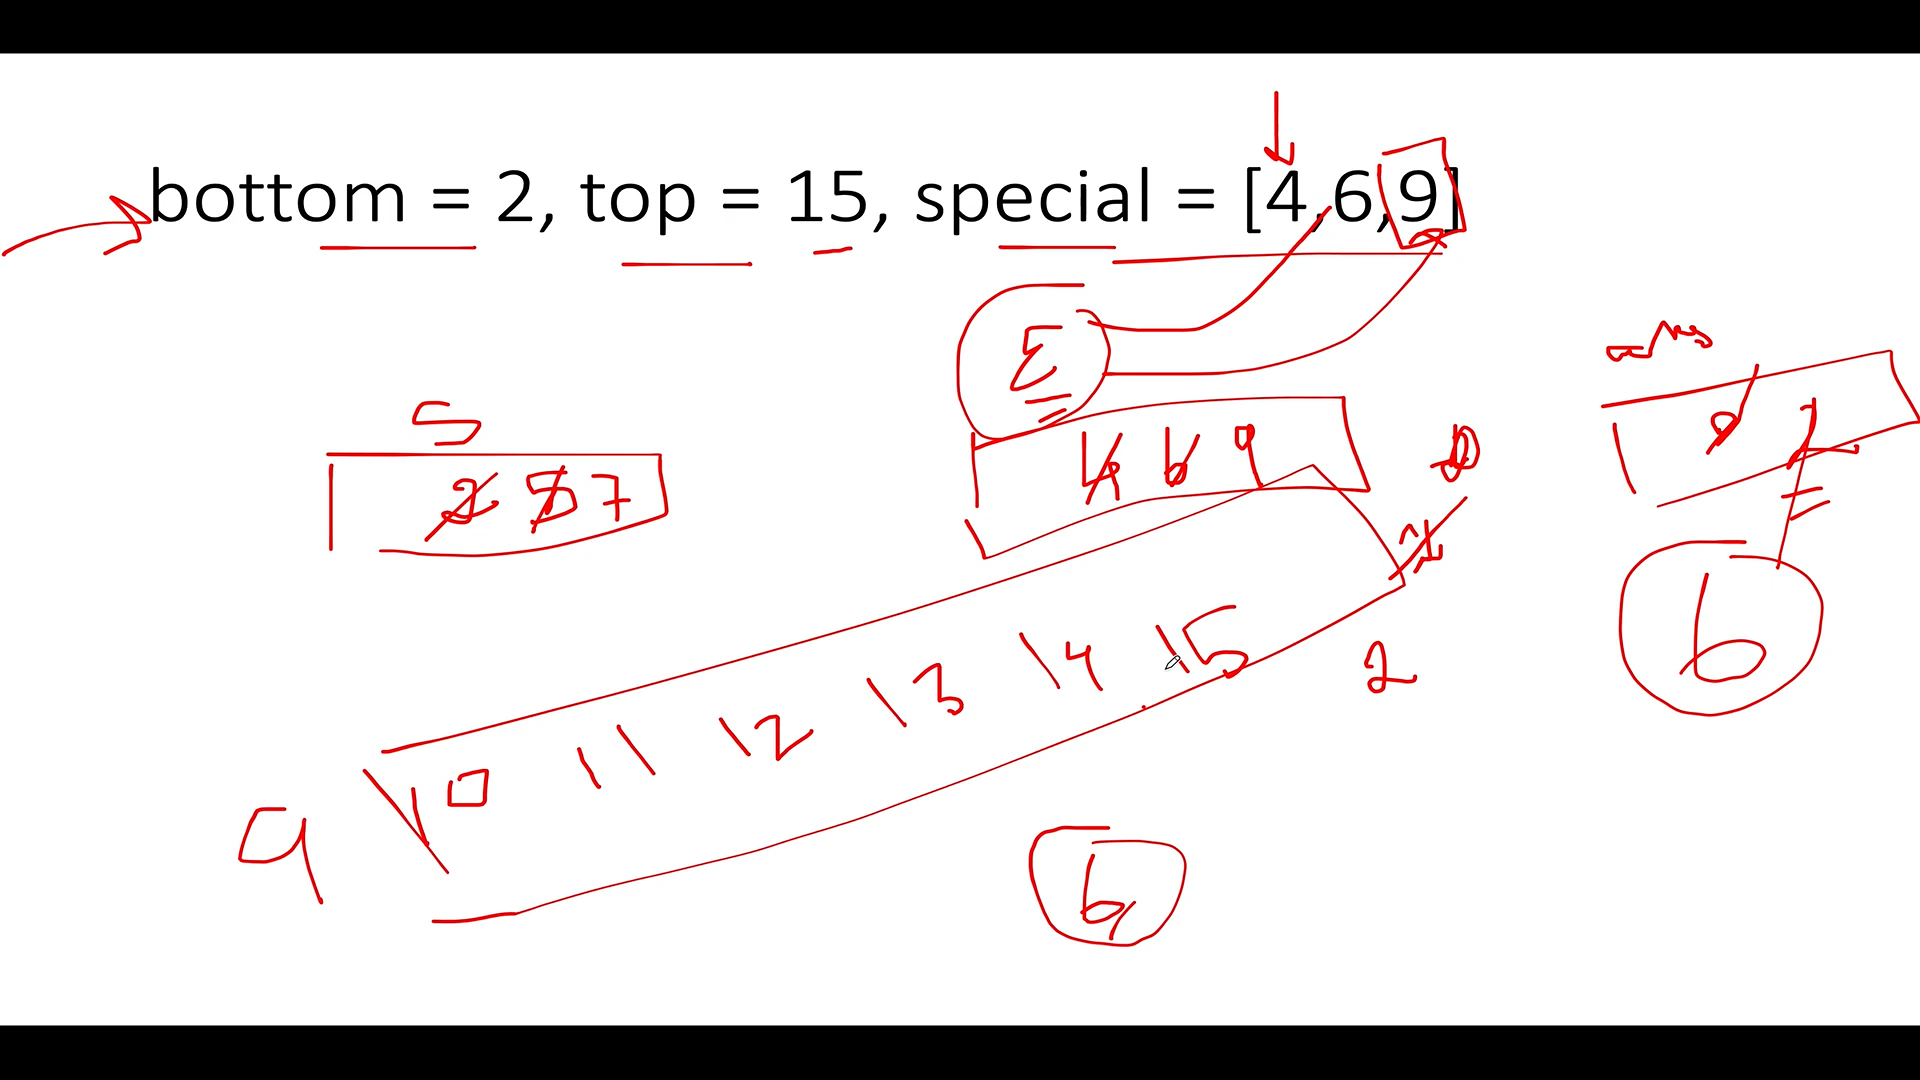 bottom = 2, top = 15, special = [4,6,9]
ans
5
2 5 7
4 6 9
2
6
9 10 11 12 13 14 15
6